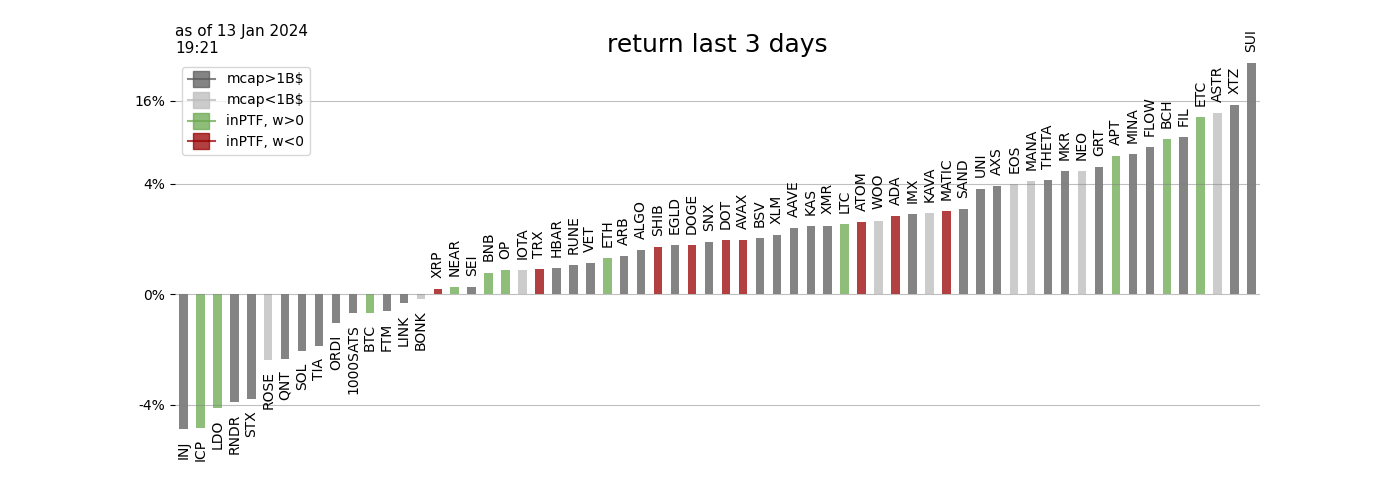 as of 13 Jan 2024
19:21
return last 3 days
mcap>1B$
mcap<1B$
inPTF, w>0
inPTF, w<0
16%
4%
0%
-4%
INJ
ICP
LDO
RNDR
STX
ROSE
QNT
SOL
TIA
ORDI
1000SATS
BTC
FTM
LINK
BONK
XRP
NEAR
SEI
BNB
OP
IOTA
TRX
HBAR
RUNE
VET
ETH
ARB
ALGO
SHIB
EGLD
DOGE
SNX
DOT
AVAX
BSV
XLM
AAVE
KAS
XMR
LTC
ATOM
WOO
ADA
IMX
KAVA
MATIC
SAND
UNI
AXS
EOS
MANA
THETA
MKR
NEO
GRT
APT
MINA
FLOW
BCH
FIL
ETC
ASTR
XTZ
SUI